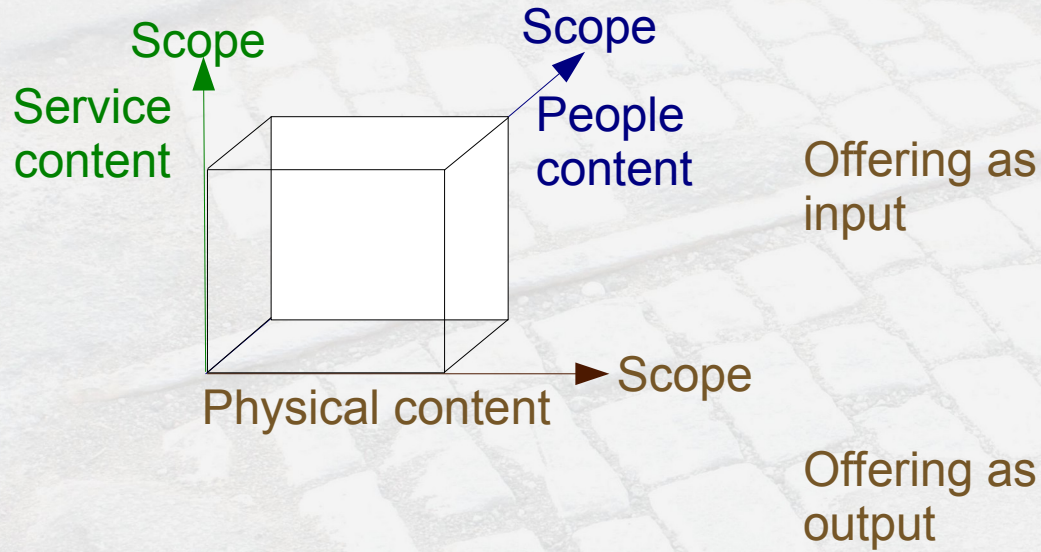 Scope
Service
content
Scope
People
content
Offering as
input
Scope
Physical content
Offering as
output